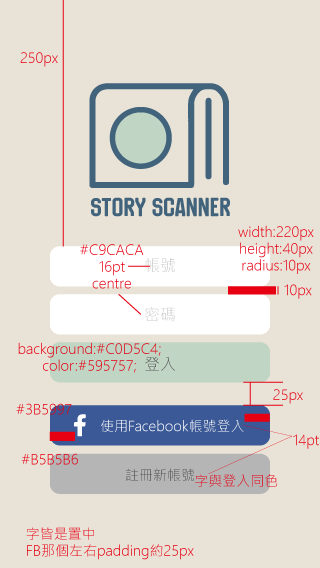 250px
STORY SCANNER
width:220px
height:40px
radius:10px
#C9CACA
16pt
centre
帳號
10px
密碼
background:#C0D5C4;
color:#595757;
登入
25px
#3B5997
f 使用Facebook帳號登入
14pt
#B5B5B6
註冊新帳號
字與登入同色
字皆是置中
FB那個左右padding約25px